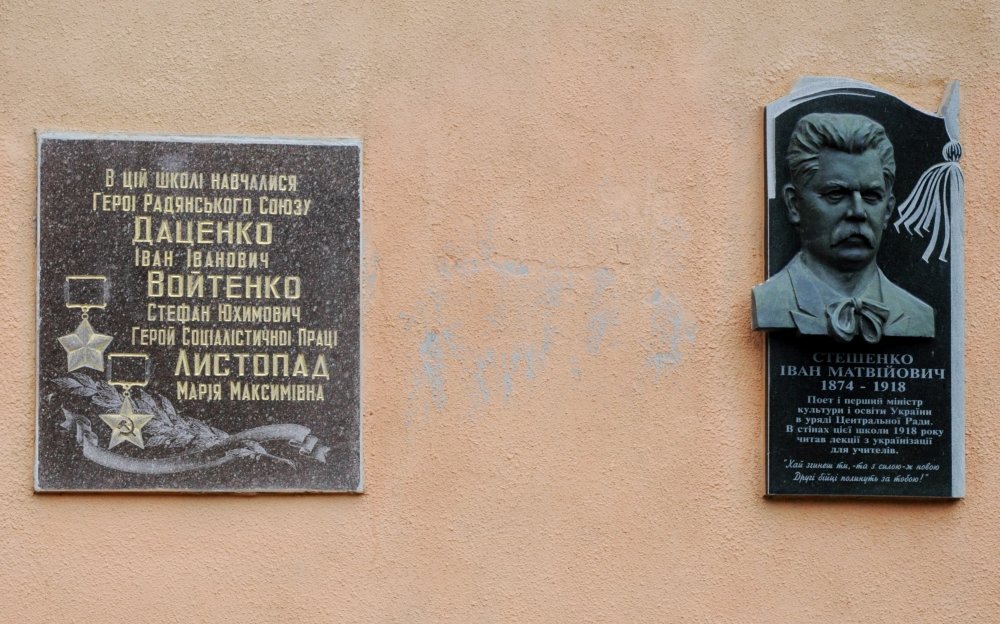 В цій школі навчалися
Герої Радянського Союзу
Даценко
Іван Іванович
Войтенко
Стефан Юхимович
Герой Соціалістичної Праці
Листопад
Марія Максимівна
СТЕШЕНКО
ІВАН МАТВІЙОВИЧ
1874 - 1918
Поет і перший міністр
культури і освіти України
в уряді Центральної Ради.
В стінах цієї школи 1918 року
читав лекції з українізації
для учителів.
"Хай згинеш ти,-та з силою-ж новою
Другі бійці полинуть за тобою!"